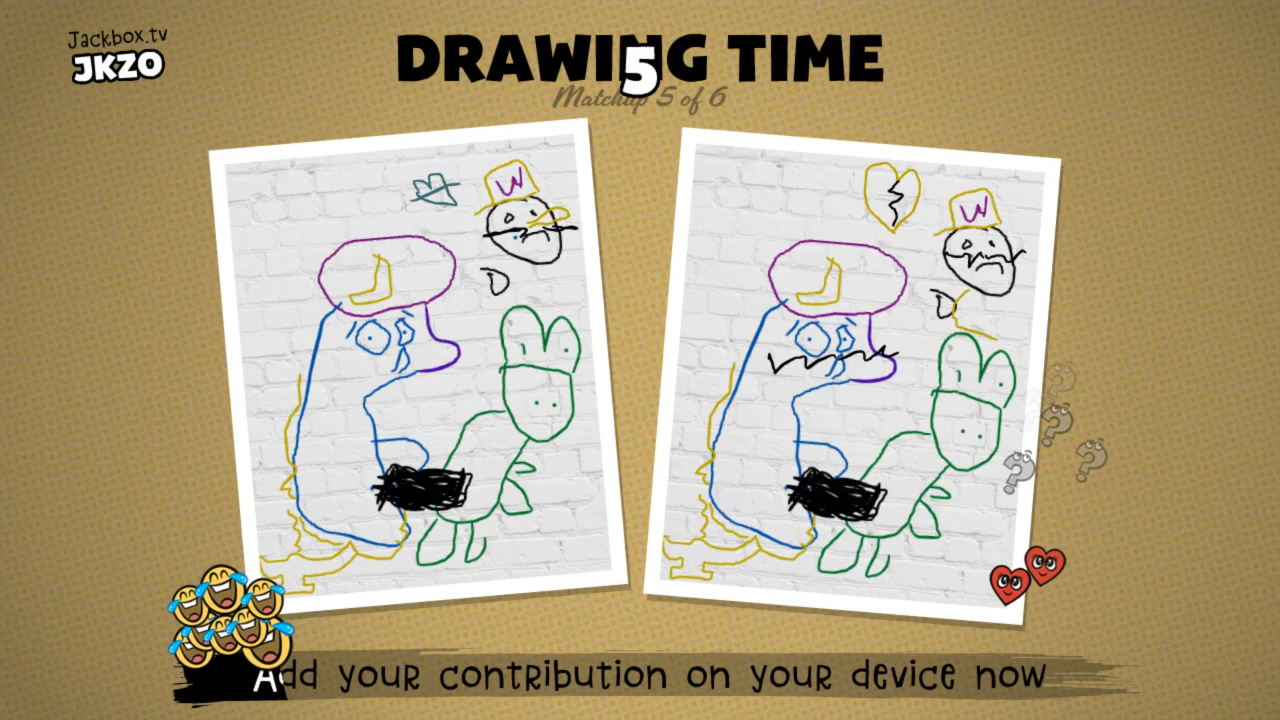 Jackbox.tv
JKZO
DRAWING TIME
5
Matchup 5 of 6
W
W
D
D
Add your contribution on your device now